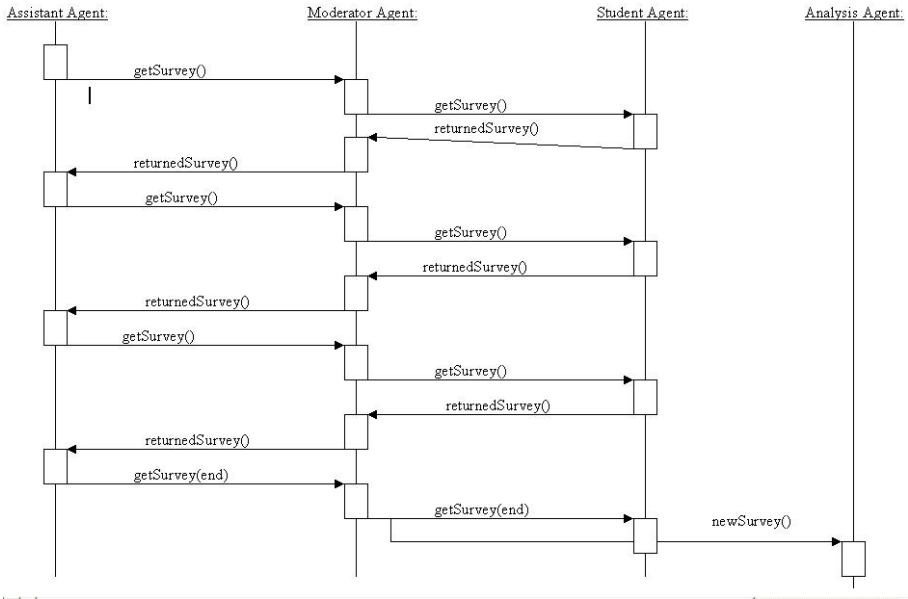 Assistant Agent:
Moderator Agent:
Student Agent:
Analysis Agent:
getSurvey()
getSurvey()
returnedSurvey()
returnedSurvey()
getSurvey()
getSurvey()
returnedSurvey()
returnedSurvey()
getSurvey()
getSurvey()
returnedSurvey()
returnedSurvey()
getSurvey(end)
getSurvey(end)
newSurvey()